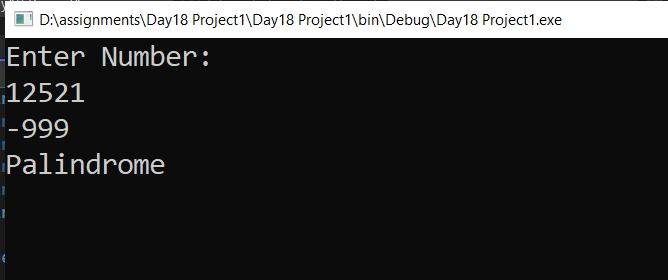 D:\assignments\Day18 Project1\Day18 Project1\bin\Debug\Day18 Project1.exe
Enter Number:
12521
-999
Palindrome